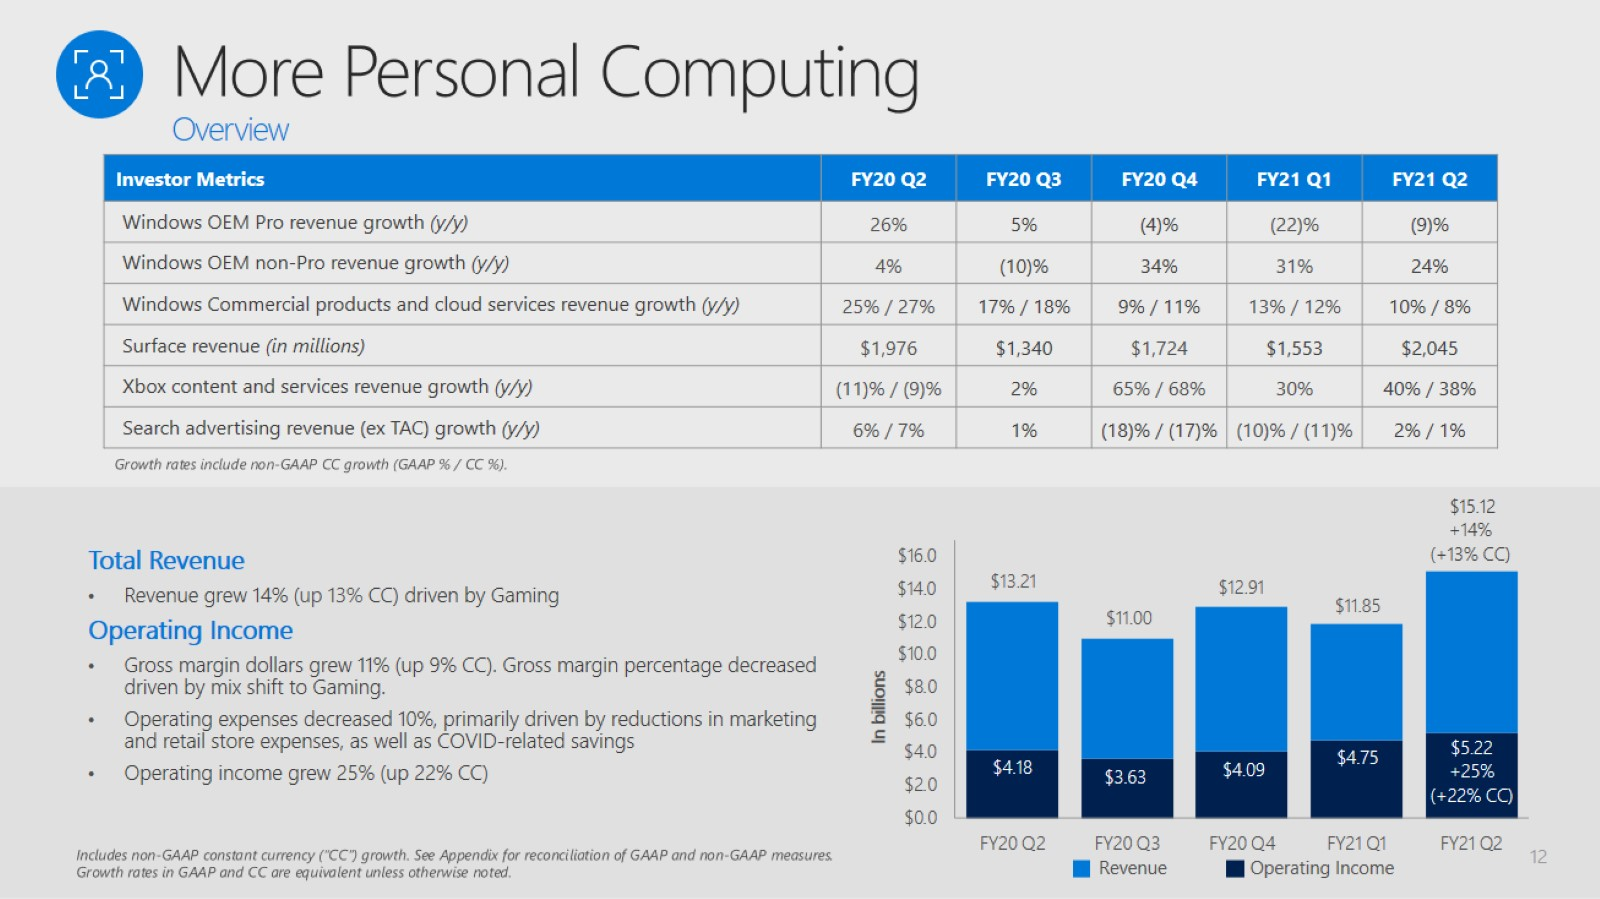 More Personal Computing
Overview
Investor Metrics FY20 Q2 FY20 Q3 FY20 Q4 FY21 Q1 FY21 Q2
Windows OEM Pro revenue growth (y/y) 26% 5% (4)% (22)% (9)%
Windows OEM non-Pro revenue growth (y/y) 4% (10)% 34% 31% 24%
Windows Commercial products and cloud services revenue growth (y/y) 25% / 27% 17% / 18% 9% / 11% 13% / 12% 10% / 8%
Surface revenue (in millions) $1,976 $1,340 $1,724 $1,553 $2,045
Xbox content and services revenue growth (y/y) (11)% / (9)% 2% 65% / 68% 30% 40% / 38%
Search advertising revenue (ex TAC) growth (y/y) 6% / 7% 1% (18)% / (17)% (10)% / (11)% 2% / 1%
Growth rates include non-GAAP CC growth (GAAP % / CC %).
Total Revenue
• Revenue grew 14% (up 13% CC) driven by Gaming
Operating Income
• Gross margin dollars grew 11% (up 9% CC). Gross margin percentage decreased
driven by mix shift to Gaming.
• Operating expenses decreased 10%, primarily driven by reductions in marketing
and retail store expenses, as well as COVID-related savings
• Operating income grew 25% (up 22% CC)
Includes non-GAAP constant currency ("CC") growth. See Appendix for reconciliation of GAAP and non-GAAP measures.
Growth rates in GAAP and CC are equivalent unless otherwise noted.
In billions
$16.0
$14.0
$12.0
$10.0
$8.0
$6.0
$4.0
$2.0
$0.0
$13.21
$11.00
$12.91
$11.85
$15.12
+14%
(+13% CC)
$4.18
$3.63
$4.09
$4.75
$5.22
+25%
(+22% CC)
FY20 Q2 FY20 Q3 FY20 Q4 FY21 Q1 FY21 Q2
Revenue Operating Income
12